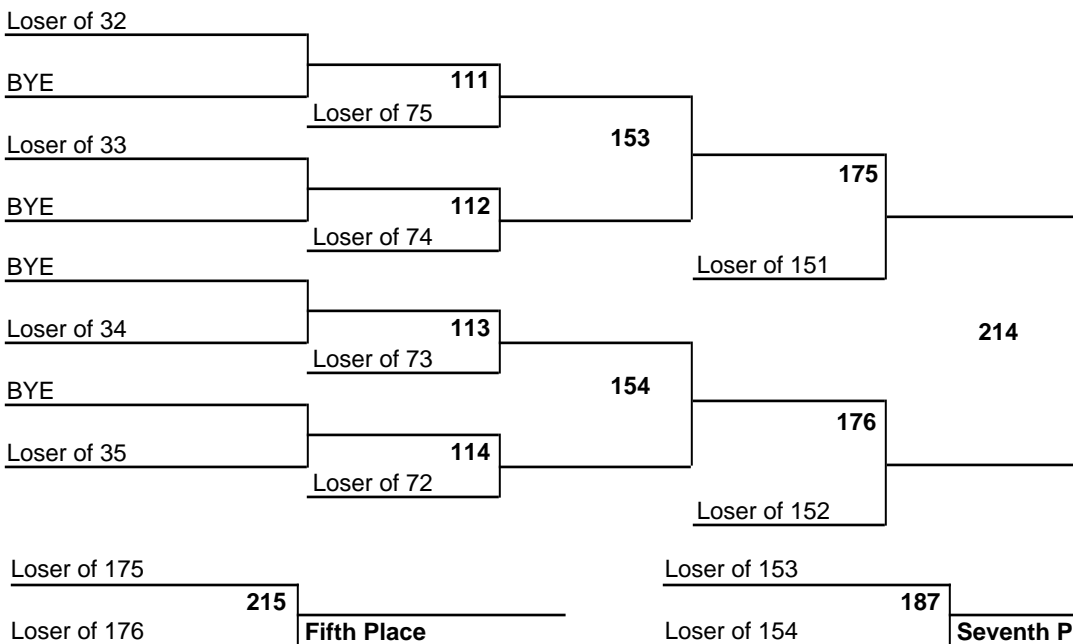 Loser of 32
BYE
111
Loser of 75
Loser of 33
153
175
BYE
112
Loser of 74
BYE
Loser of 151
Loser of 34
113
214
Loser of 73
BYE
154
176
Loser of 35
114
Loser of 72
Loser of 152
Loser of 175
Loser of 153
215
187
Loser of 176
Fifth Place
Loser of 154
Seventh P